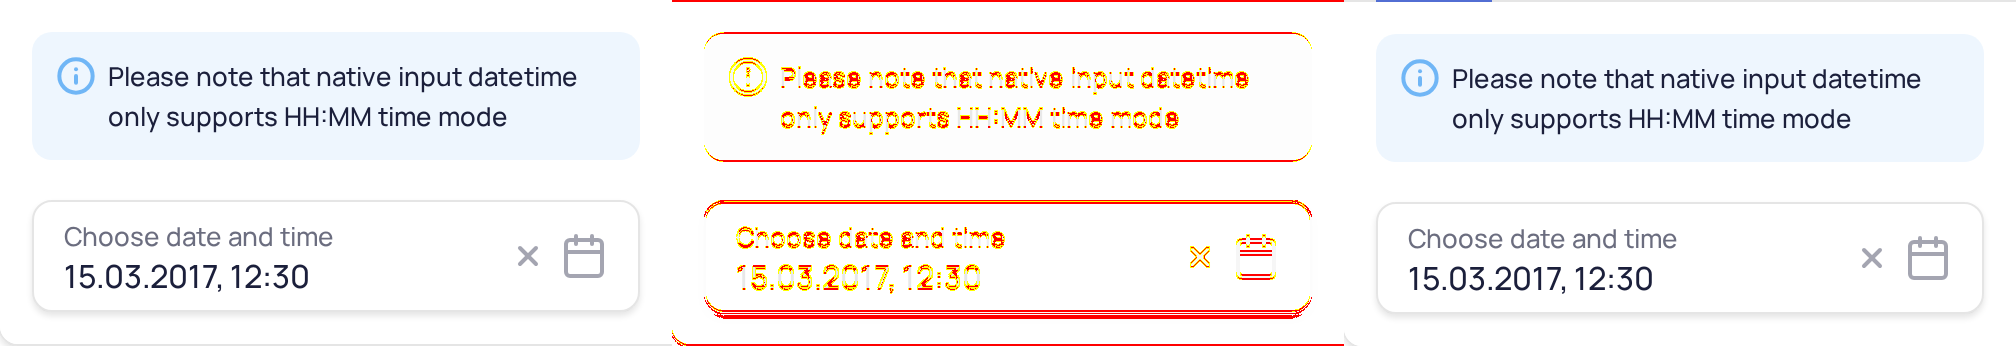 Please note that native input datetime
only supports HH:MM time mode
Choose date and time
15.03.2017, 12:30
Please note that native input datetime
only supports HH:MM time mode
Choose date and time
15.03.2017, 12:30
Please note that native input datetime
only supports HH:MM time mode
Choose date and time
15.03.2017, 12:30